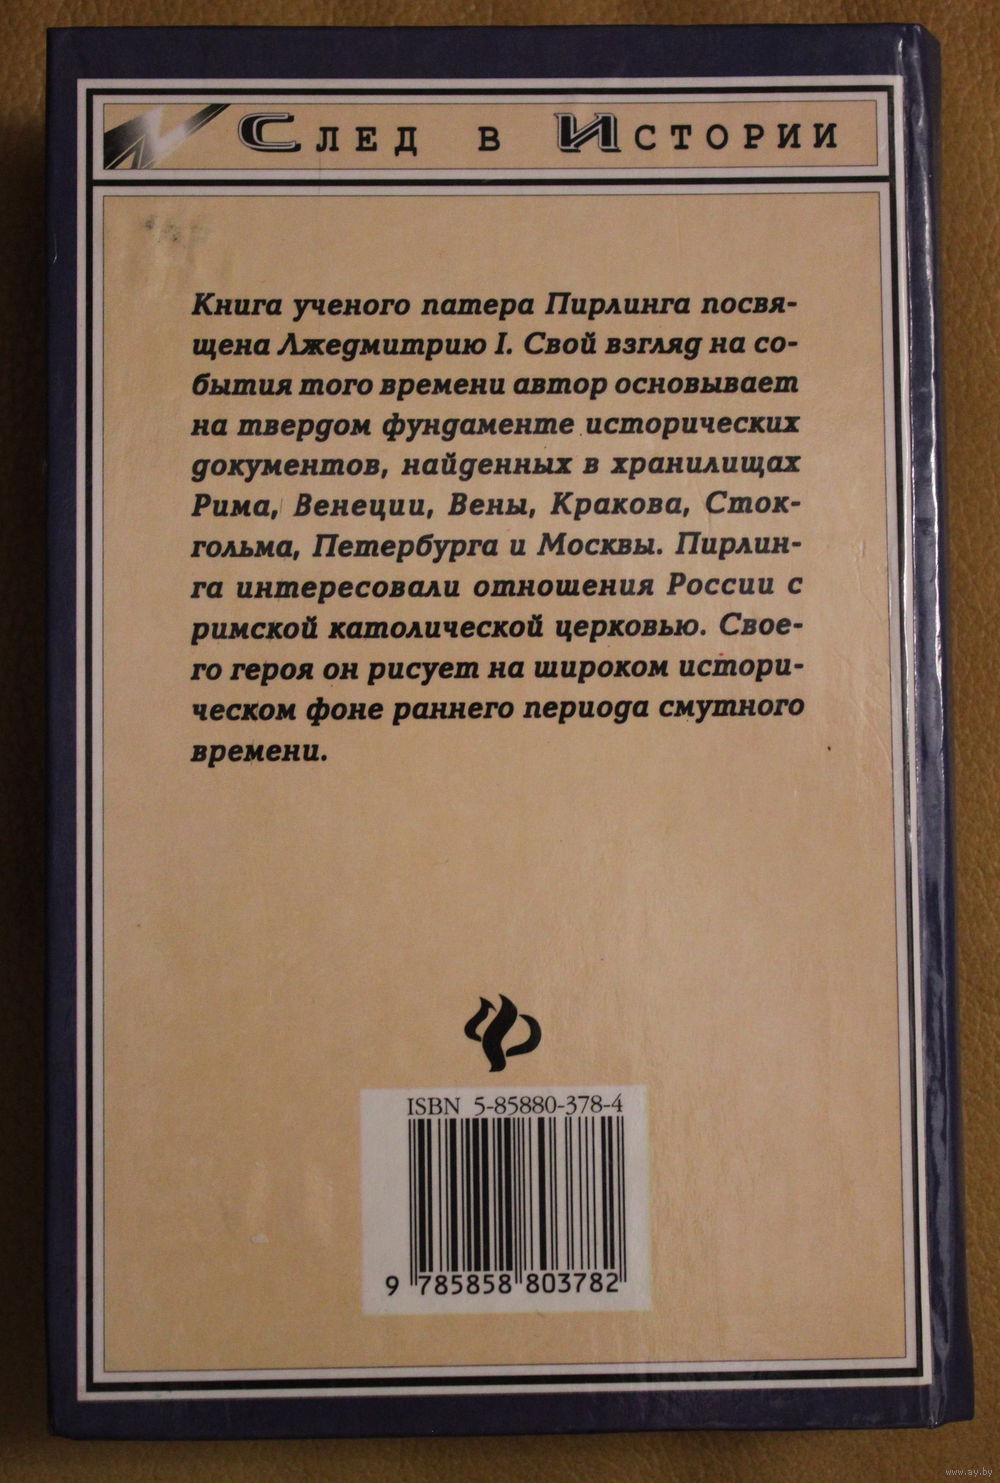 След в Истории
Книга ученого патера Пирлинга посвя-
щена Лжедмитрию I. Свой взгляд на со-
бытия того времени автор основывает
на твердом фундаменте исторических
документов, найденных в хранилищах
Рима, Венеции, Вены, Кракова, Сток-
гольма, Петербурга и Москвы. Пирлин-
га интересовали отношения России с
римской католической церковью. Свое-
го героя он рисует на широком истори-
ческом фоне раннего периода смутного
времени.
ISBN 5-85880-378-4
9 785858 803782
www.ay.by